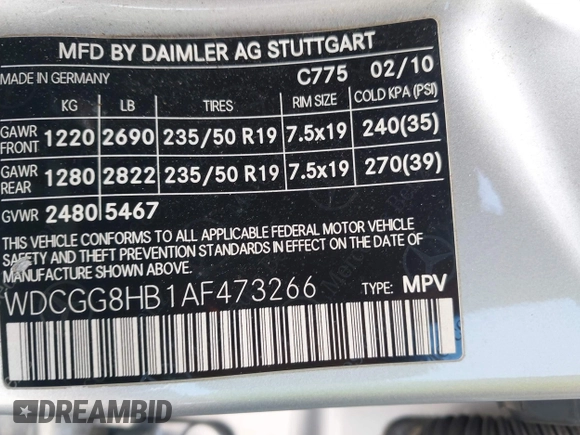 MFD BY DAIMLER AG STUTTGART
MADE IN GERMANY C775 02/10
KG LB TIRES RIM SIZE COLD KPA (PSI)
GAWR FRONT 1220 2690 235/50 R19 7.5x19 240(35)
GAWR REAR 1280 2822 235/50 R19 7.5x19 270(39)
GVWR 2480 5467
THIS VEHICLE CONFORMS TO ALL APPLICABLE FEDERAL MOTOR VEHICLE
SAFETY AND THEFT PREVENTION STANDARDS IN EFFECT ON THE DATE OF
MANUFACTURE SHOWN ABOVE.
WDCGG8HB1AF473266 TYPE: MPV
DREAMBID